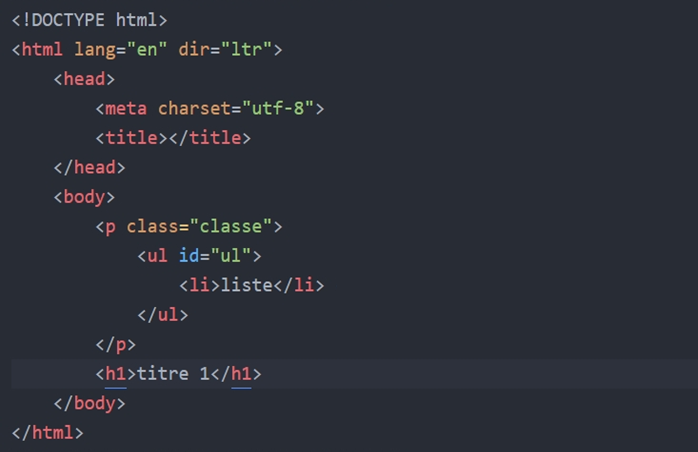 <!DOCTYPE html>
<html lang="en" dir="ltr">
    <head>
        <meta charset="utf-8">
        <title></title>
    </head>
    <body>
        <p class="classe">
            <ul id="ul">
                <li>liste</li>
            </ul>
        </p>
        <h1>titre 1</h1>
    </body>
</html>